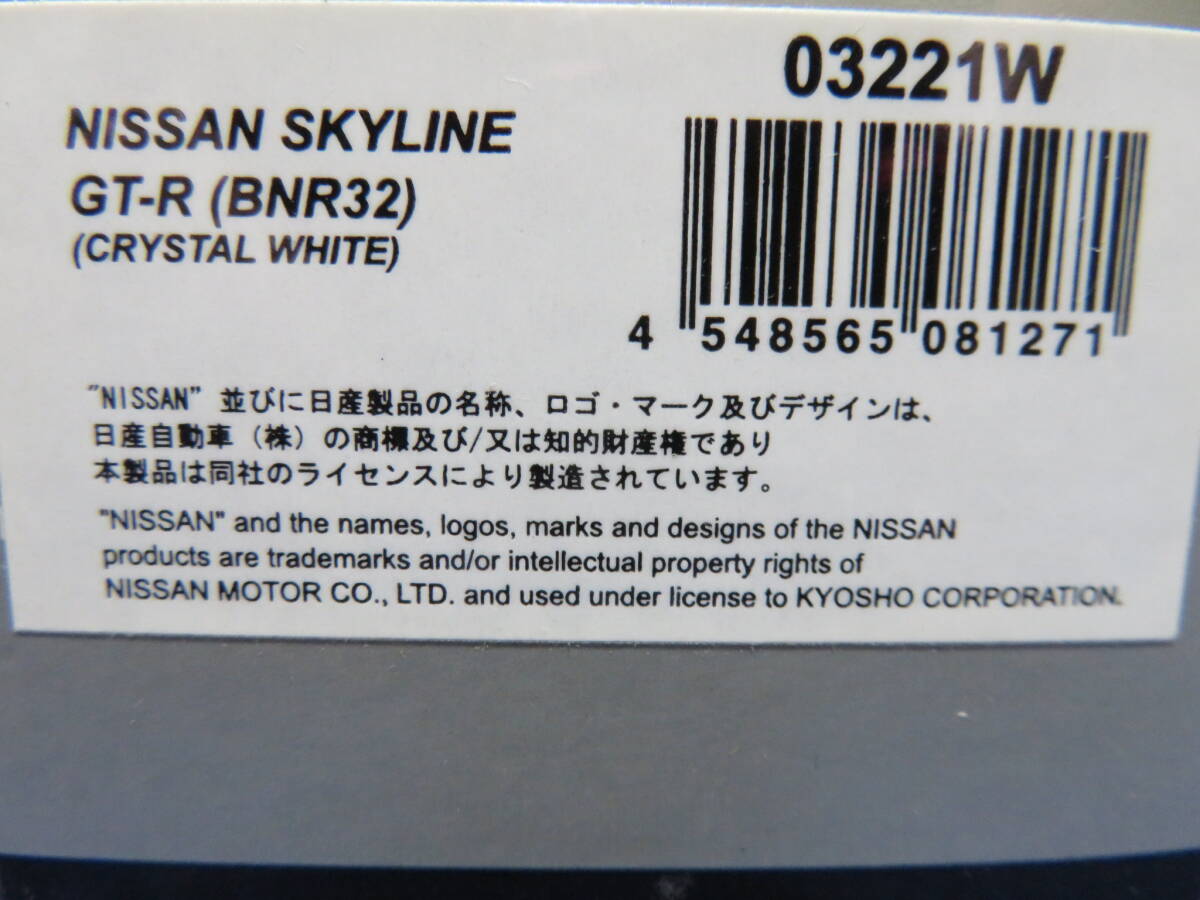 03221W
NISSAN SKYLINE
GT-R (BNR32)
(CRYSTAL WHITE)
4 548565 081271
"NISSAN" 並びに日産製品の名称、ロゴ・マーク及びデザインは、
日産自動車（株）の商標及び/又は知的財産権であり
本製品は同社のライセンスにより製造されています。
"NISSAN" and the names, logos, marks and designs of the NISSAN
products are trademarks and/or intellectual property rights of
NISSAN MOTOR CO., LTD. and used under license to KYOSHO CORPORATION.